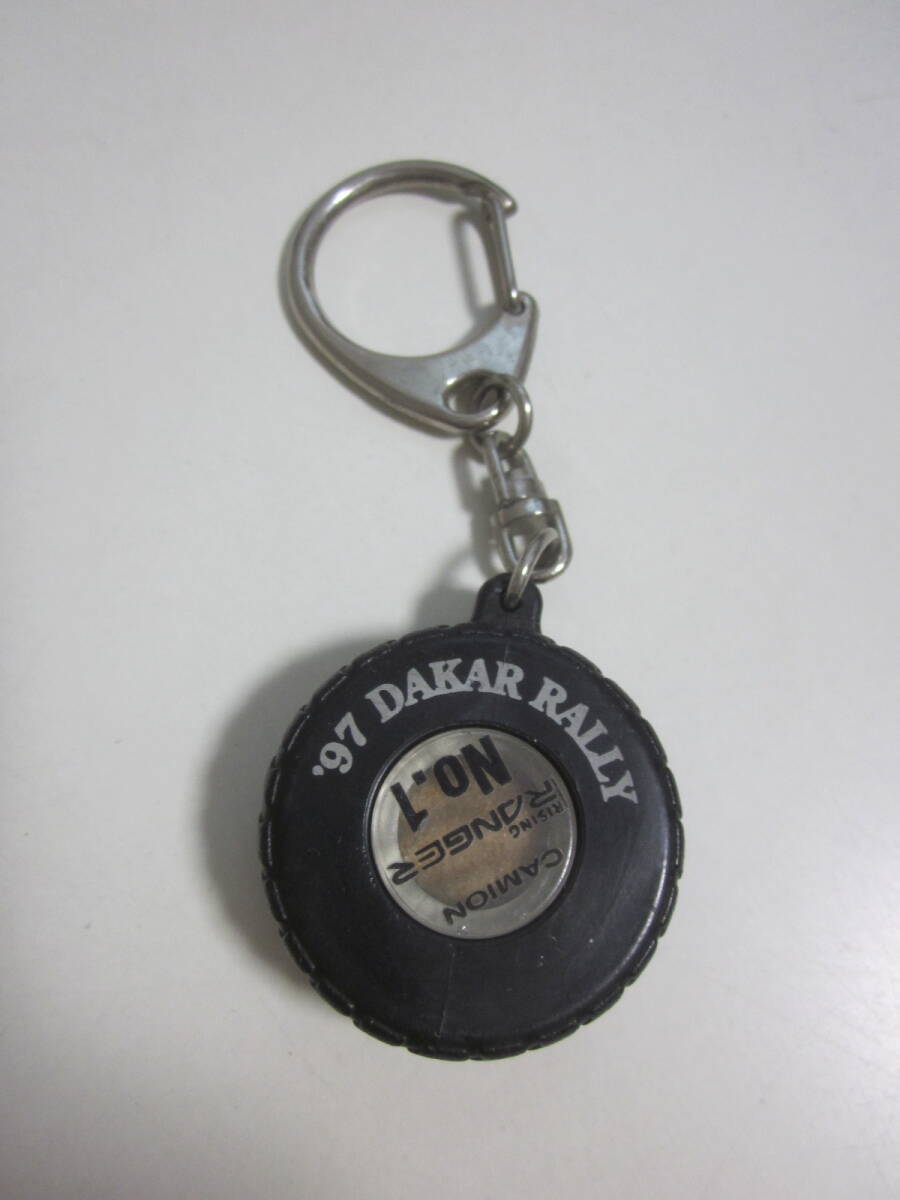 '97 DAKAR RALLY
No.1
RISING
RANGER
CAMION